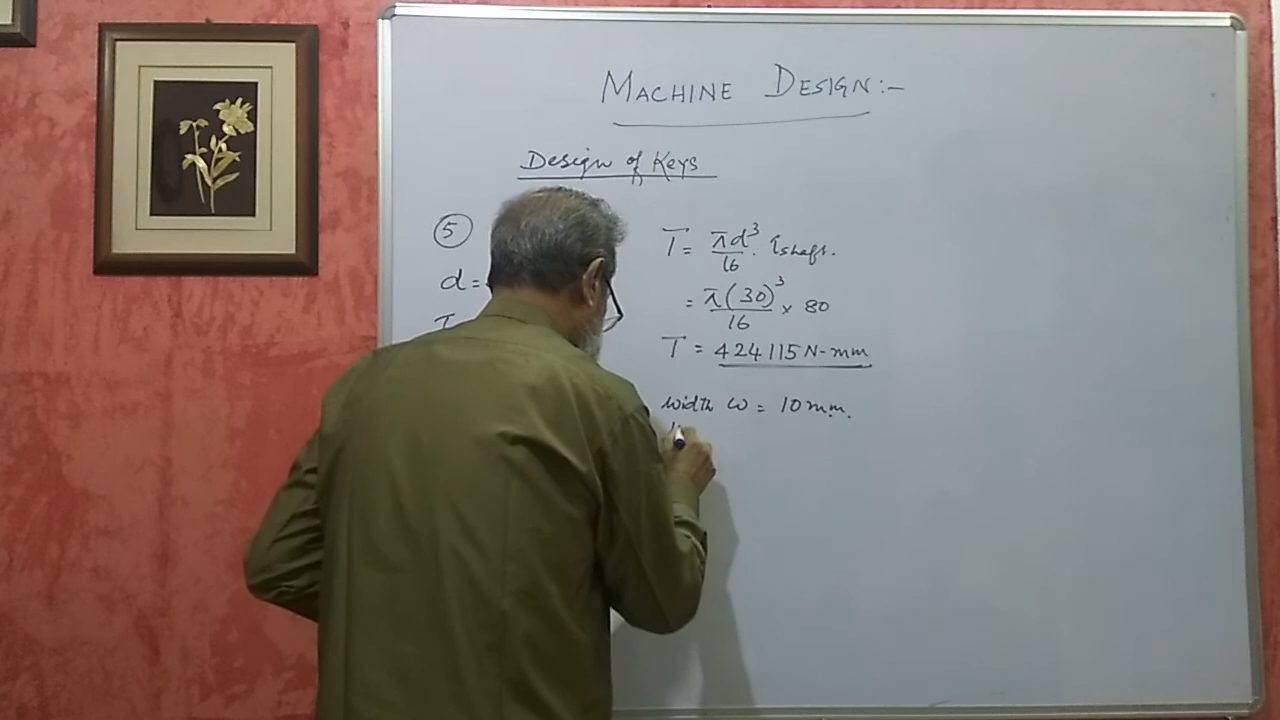 MACHINE DESIGN:-
Design of Keys
5
d =
T = πd³/16 · τshaft.
= π(30)³/16 × 80
T = 424115 N-mm
width w = 10 mm.